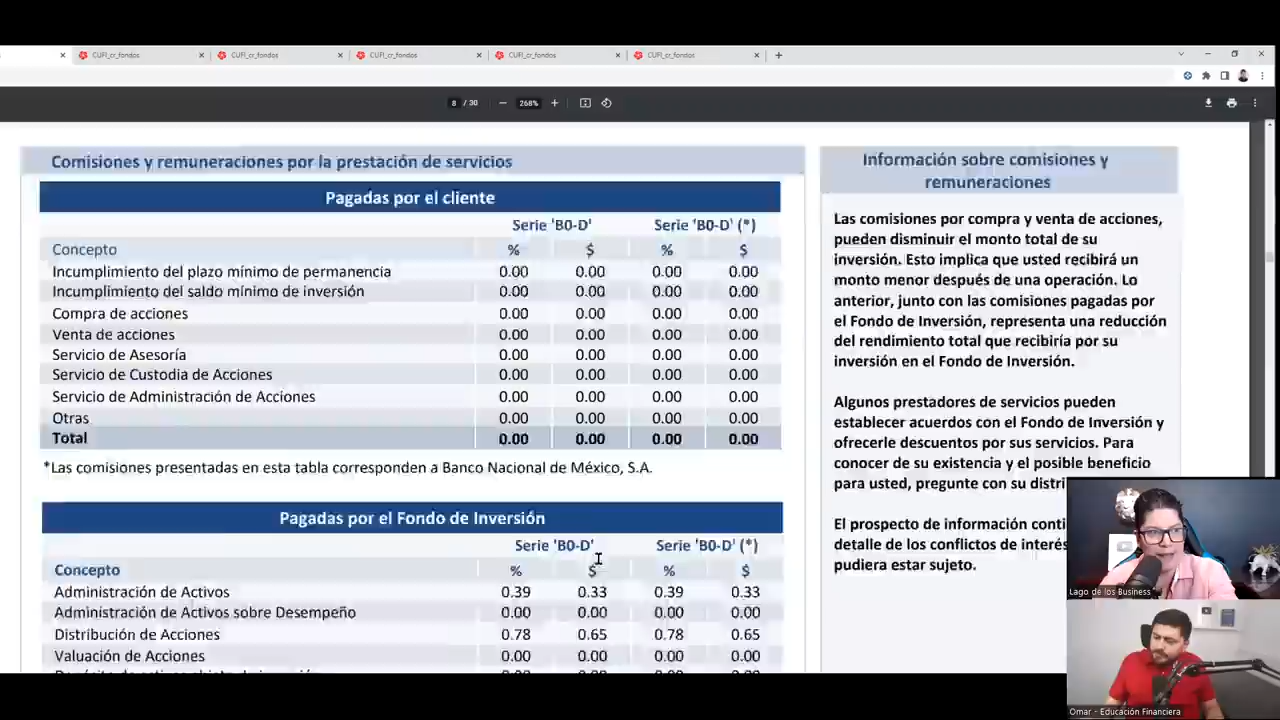 CUFI_cr_fondos
CUFI_cr_fondos
CUFI_cr_fondos
CUFI_cr_fondos
CUFI_cr_fondos
8 / 30
268%
Comisiones y remuneraciones por la prestación de servicios
Pagadas por el cliente
Serie 'B0-D' Serie 'B0-D' (*)
Concepto % $ % $
Incumplimiento del plazo mínimo de permanencia 0.00 0.00 0.00 0.00
Incumplimiento del saldo mínimo de inversión 0.00 0.00 0.00 0.00
Compra de acciones 0.00 0.00 0.00 0.00
Venta de acciones 0.00 0.00 0.00 0.00
Servicio de Asesoría 0.00 0.00 0.00 0.00
Servicio de Custodia de Acciones 0.00 0.00 0.00 0.00
Servicio de Administración de Acciones 0.00 0.00 0.00 0.00
Otras 0.00 0.00 0.00 0.00
Total 0.00 0.00 0.00 0.00
*Las comisiones presentadas en esta tabla corresponden a Banco Nacional de México, S.A.
Pagadas por el Fondo de Inversión
Serie 'B0-D' Serie 'B0-D' (*)
Concepto % $ % $
Administración de Activos 0.39 0.33 0.39 0.33
Administración de Activos sobre Desempeño 0.00 0.00 0.00 0.00
Distribución de Acciones 0.78 0.65 0.78 0.65
Valuación de Acciones 0.00 0.00 0.00 0.00
Información sobre comisiones y
remuneraciones
Las comisiones por compra y venta de acciones,
pueden disminuir el monto total de su
inversión. Esto implica que usted recibirá un
monto menor después de una operación. Lo
anterior, junto con las comisiones pagadas por
el Fondo de Inversión, representa una reducción
del rendimiento total que recibiría por su
inversión en el Fondo de Inversión.
Algunos prestadores de servicios pueden
establecer acuerdos con el Fondo de Inversión y
ofrecerle descuentos por sus servicios. Para
conocer de su existencia y el posible beneficio
para usted, pregunte con su distri
El prospecto de información conti
detalle de los conflictos de interés
pudiera estar sujeto.
Lago de los Business
Omar - Educación Financiera